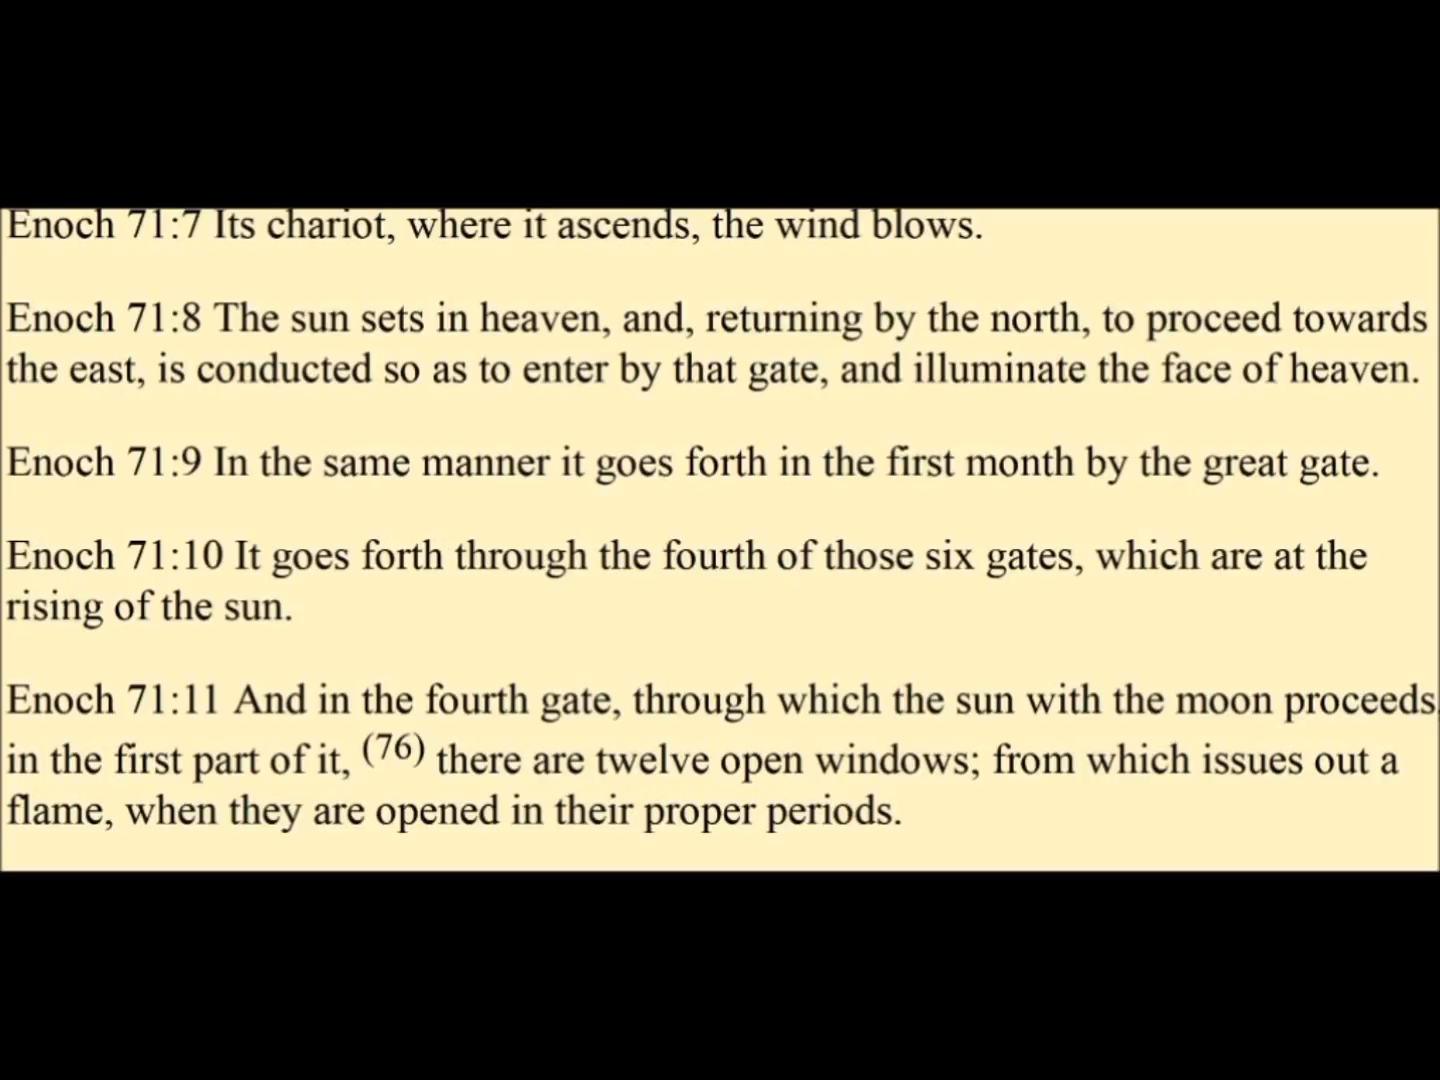 Enoch 71:7 Its chariot, where it ascends, the wind blows.
Enoch 71:8 The sun sets in heaven, and, returning by the north, to proceed towards
the east, is conducted so as to enter by that gate, and illuminate the face of heaven.
Enoch 71:9 In the same manner it goes forth in the first month by the great gate.
Enoch 71:10 It goes forth through the fourth of those six gates, which are at the
rising of the sun.
Enoch 71:11 And in the fourth gate, through which the sun with the moon proceeds,
in the first part of it, (76) there are twelve open windows; from which issues out a
flame, when they are opened in their proper periods.